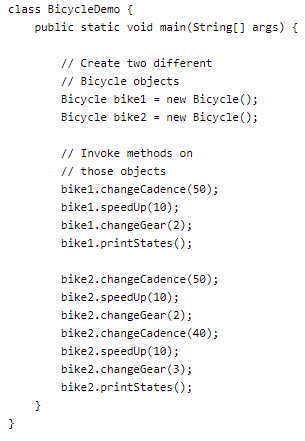 class BicycleDemo {
    public static void main(String[] args) {

        // Create two different
        // Bicycle objects
        Bicycle bike1 = new Bicycle();
        Bicycle bike2 = new Bicycle();

        // Invoke methods on
        // those objects
        bike1.changeCadence(50);
        bike1.speedUp(10);
        bike1.changeGear(2);
        bike1.printStates();

        bike2.changeCadence(50);
        bike2.speedUp(10);
        bike2.changeGear(2);
        bike2.changeCadence(40);
        bike2.speedUp(10);
        bike2.changeGear(3);
        bike2.printStates();
    }
}